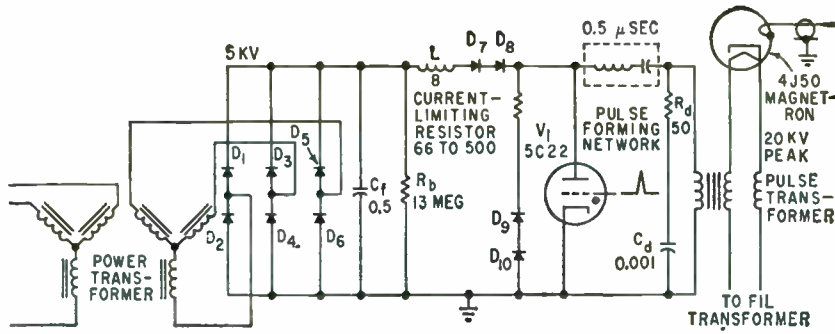 5 KV
L
8
D7 D8
0.5 µSEC
CURRENT-
LIMITING
RESISTOR
66 TO 500
V1
5C22
PULSE
FORMING
NETWORK
Rd
50
4J50
MAGNET-
RON
20 KV
PEAK
PULSE
TRANS-
FORMER
D1
D3
D5
D2
D4
D6
Cf
0.5
Rb
13 MEG
D9
D10
Cd
0.001
POWER
TRANS-
FORMER
TO FIL
TRANSFORMER